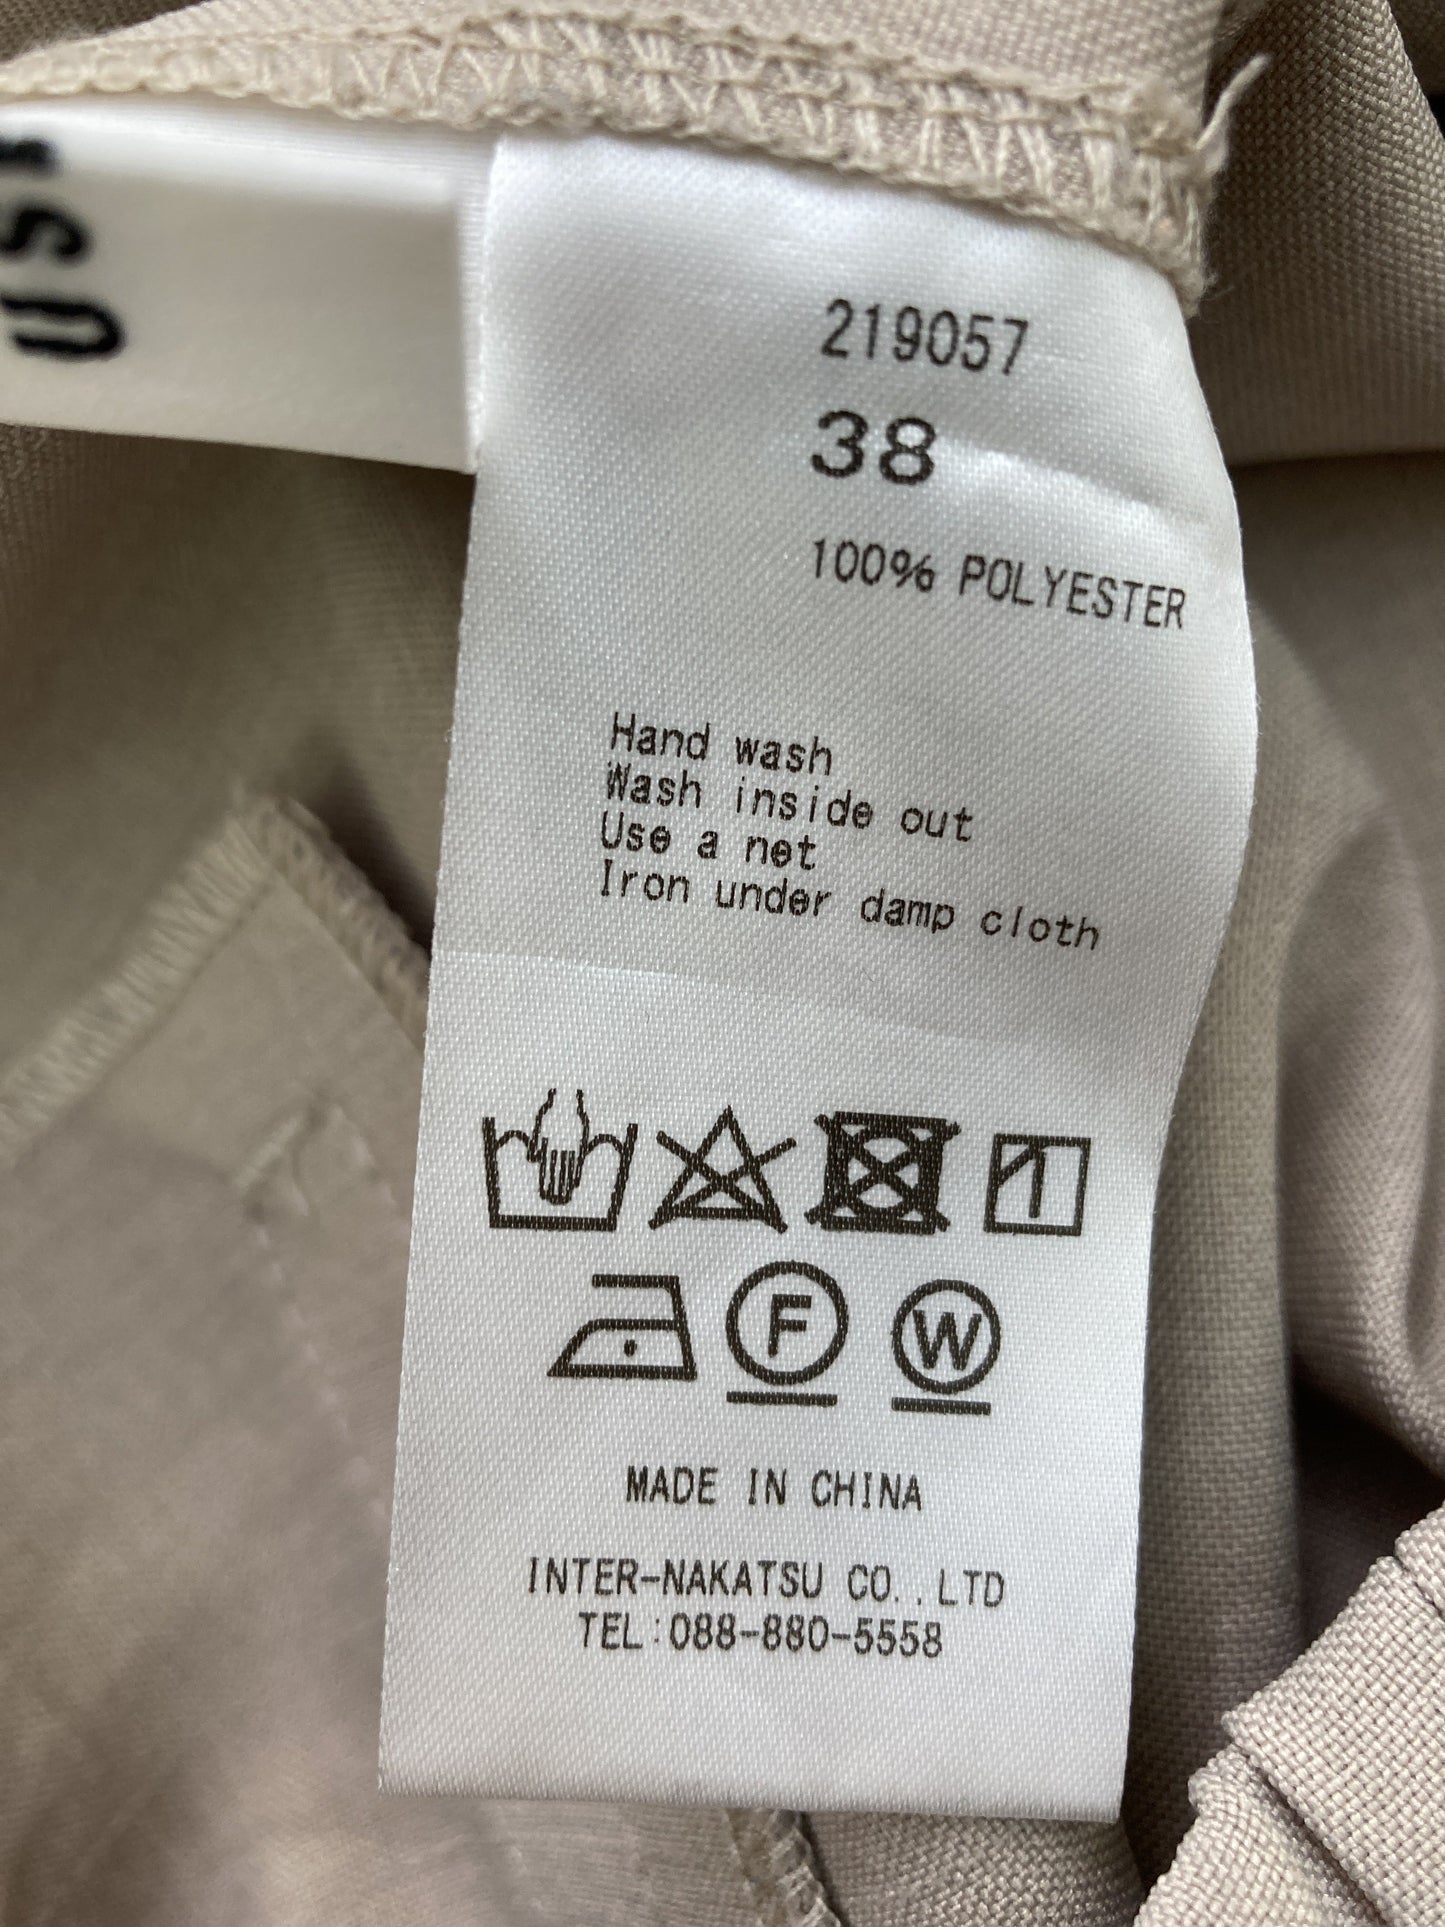 219057
38
100% POLYESTER
Hand wash
Wash inside out
Use a net
Iron under damp cloth
F
W
MADE IN CHINA
INTER-NAKATSU CO.,LTD
TEL:088-880-5558